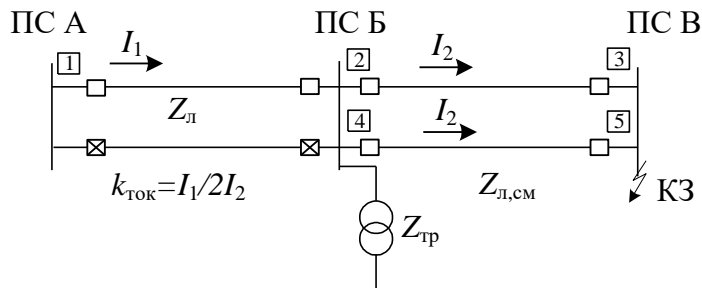 ПС А ПС Б ПС В
1 I₁ 2 I₂ 3
Zл 4 I₂ 5
kток=I₁/2I₂ Zл,см КЗ
Zтр